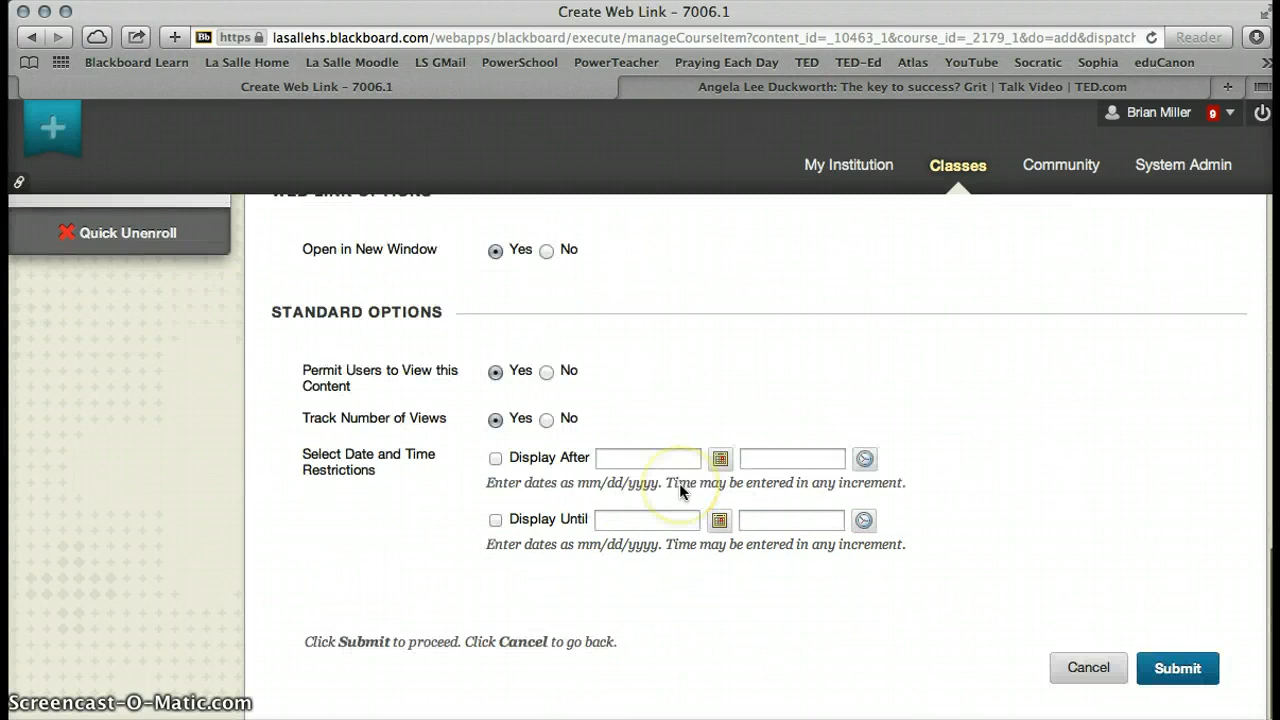 Create Web Link - 7006.1
Bb https lasallehs.blackboard.com/webapps/blackboard/execute/manageCourseItem?content_id=_10463_1&course_id=_2179_1&do=add&dispatch Reader
Blackboard Learn La Salle Home La Salle Moodle LS GMail PowerSchool PowerTeacher Praying Each Day TED TED-Ed Atlas YouTube Socratic Sophia eduCanon
Create Web Link - 7006.1 Angela Lee Duckworth: The key to success? Grit | Talk Video | TED.com
Brian Miller 9
My Institution Classes Community System Admin
WEB LINK OPTIONS
Quick Unenroll
Open in New Window Yes No
STANDARD OPTIONS
Permit Users to View this Yes No
Content
Track Number of Views Yes No
Select Date and Time Display After
Restrictions
Enter dates as mm/dd/yyyy. Time may be entered in any increment.
Display Until
Enter dates as mm/dd/yyyy. Time may be entered in any increment.
Click Submit to proceed. Click Cancel to go back.
Cancel Submit
Screencast-O-Matic.com